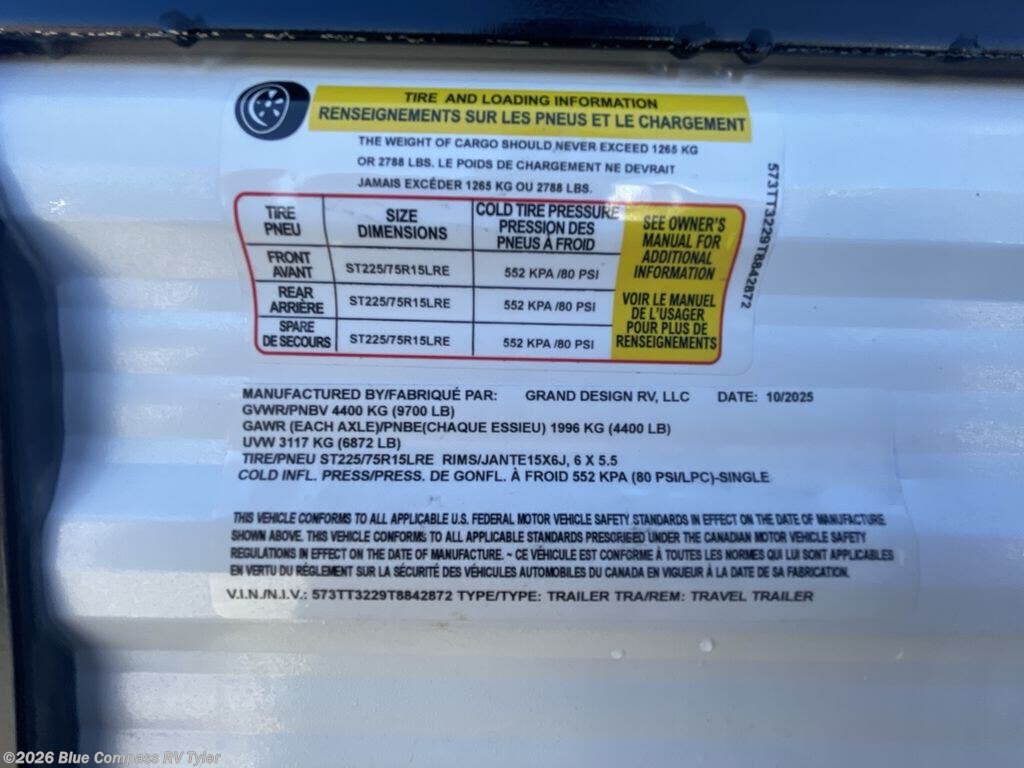 TIRE AND LOADING INFORMATION
RENSEIGNEMENTS SUR LES PNEUS ET LE CHARGEMENT
THE WEIGHT OF CARGO SHOULD NEVER EXCEED 1265 KG
OR 2788 LBS. LE POIDS DE CHARGEMENT NE DEVRAIT
JAMAIS EXCÉDER 1265 KG OU 2788 LBS.
TIRE
PNEU
SIZE
DIMENSIONS
COLD TIRE PRESSURE
PRESSION DES
PNEUS À FROID
FRONT
AVANT
ST225/75R15LRE
552 KPA /80 PSI
REAR
ARRIÈRE
ST225/75R15LRE
552 KPA /80 PSI
SPARE
DE SECOURS
ST225/75R15LRE
552 KPA /80 PSI
SEE OWNER'S
MANUAL FOR
ADDITIONAL
INFORMATION
VOIR LE MANUEL
DE L'USAGER
POUR PLUS DE
RENSEIGNEMENTS
573TT3229T8842872
MANUFACTURED BY/FABRIQUÉ PAR: GRAND DESIGN RV, LLC DATE: 10/2025
GVWR/PNBV 4400 KG (9700 LB)
GAWR (EACH AXLE)/PNBE(CHAQUE ESSIEU) 1996 KG (4400 LB)
UVW 3117 KG (6872 LB)
TIRE/PNEU ST225/75R15LRE RIMS/JANTE15X6J, 6 X 5.5
COLD INFL. PRESS/PRESS. DE GONFL. À FROID 552 KPA (80 PSI/LPC)-SINGLE
THIS VEHICLE CONFORMS TO ALL APPLICABLE U.S. FEDERAL MOTOR VEHICLE SAFETY STANDARDS IN EFFECT ON THE DATE OF MANUFACTURE
SHOWN ABOVE. THIS VEHICLE CONFORMS TO ALL APPLICABLE STANDARDS PRESCRIBED UNDER THE CANADIAN MOTOR VEHICLE SAFETY
REGULATIONS IN EFFECT ON THE DATE OF MANUFACTURE. ~ CE VÉHICULE EST CONFORME À TOUTES LES NORMES QUI LUI SONT APPLICABLES
EN VERTU DU RÉGLEMENT SUR LA SÉCURITÉ DES VÉHICULES AUTOMOBILES DU CANADA EN VIGUEUR À LA DATE DE SA FABRICATION.
V.I.N./N.I.V.: 573TT3229T8842872 TYPE/TYPE: TRAILER TRA/REM: TRAVEL TRAILER
©2026 Blue Compass RV Tyler